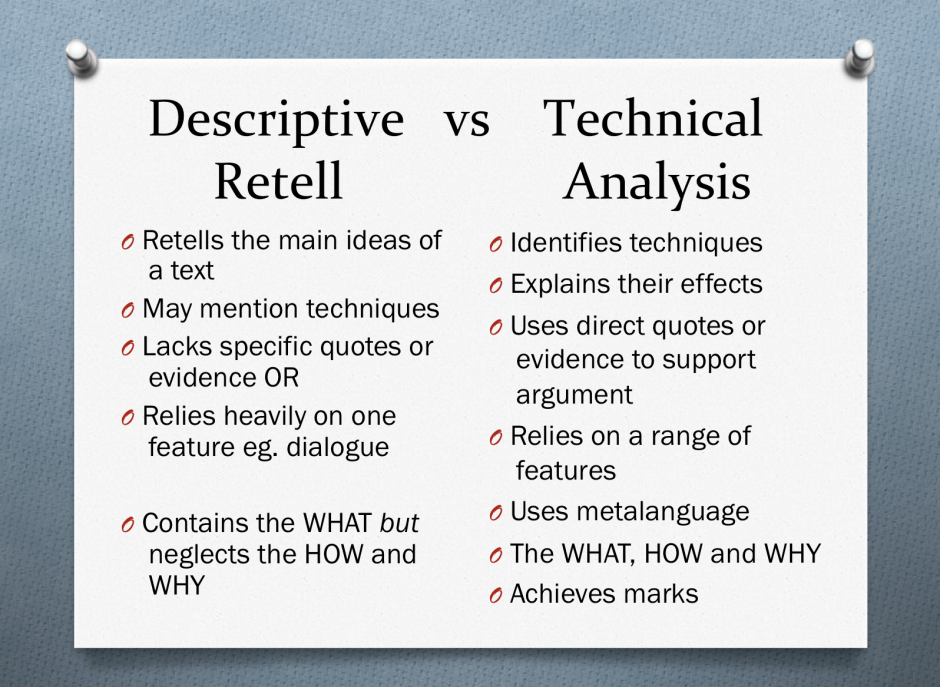 Descriptive vs Technical
Retell Analysis
Retells the main ideas of
a text
May mention techniques
Lacks specific quotes or
evidence OR
Relies heavily on one
feature eg. dialogue
Contains the WHAT but
neglects the HOW and
WHY
Identifies techniques
Explains their effects
Uses direct quotes or
evidence to support
argument
Relies on a range of
features
Uses metalanguage
The WHAT, HOW and WHY
Achieves marks